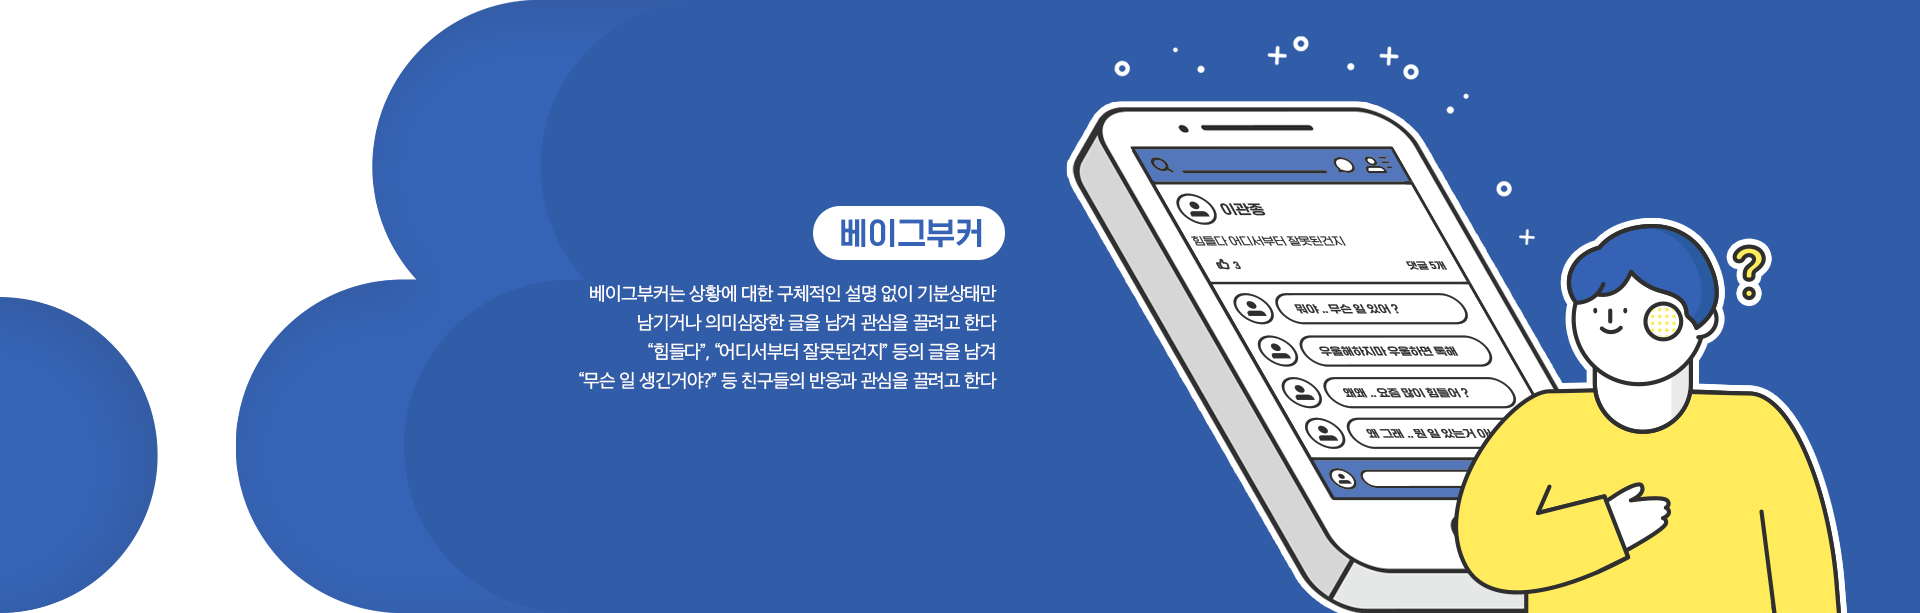 베이그부커
베이그부커는 상황에 대한 구체적인 설명 없이 기분상태만
남기거나 의미심장한 글을 남겨 관심을 끌려고 한다
“힘들다”, “어디서부터 잘못된건지” 등의 글을 남겨
“무슨 일 생긴거야?” 등 친구들의 반응과 관심을 끌려고 한다
이관종
힘들다 어디서부터 잘못된건지
3 댓글 5개
뭐야 .. 무슨 일 있어 ?
우울해하지마 우울하면 톡해
왜왜 .. 요즘 많이 힘들어 ?
왜 그래 .. 뭔 일 있는거
?